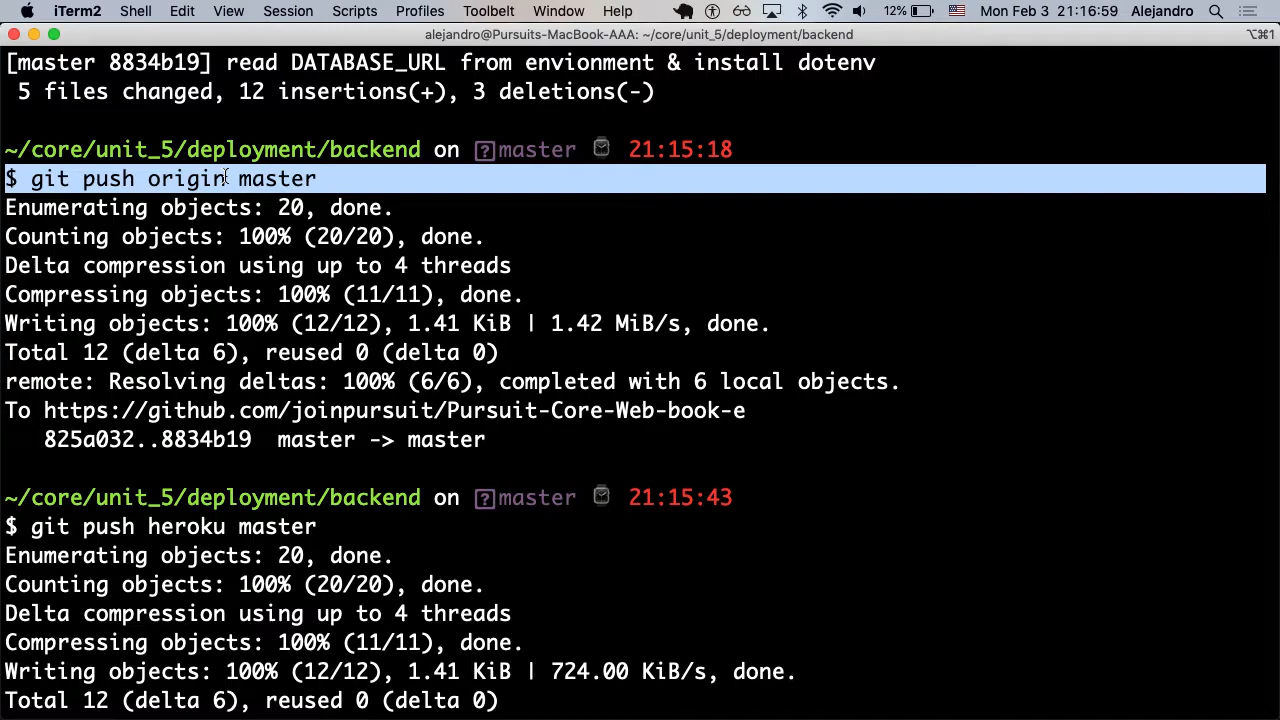 iTerm2 Shell Edit View Session Scripts Profiles Toolbelt Window Help 12% Mon Feb 3 21:16:59 Alejandro
alejandro@Pursuits-MacBook-AAA: ~/core/unit_5/deployment/backend ⌥⌘1
[master 8834b19] read DATABASE_URL from envionment & install dotenv
5 files changed, 12 insertions(+), 3 deletions(-)
~/core/unit_5/deployment/backend on master 21:15:18
$ git push origin master
Enumerating objects: 20, done.
Counting objects: 100% (20/20), done.
Delta compression using up to 4 threads
Compressing objects: 100% (11/11), done.
Writing objects: 100% (12/12), 1.41 KiB | 1.42 MiB/s, done.
Total 12 (delta 6), reused 0 (delta 0)
remote: Resolving deltas: 100% (6/6), completed with 6 local objects.
To https://github.com/joinpursuit/Pursuit-Core-Web-book-e
825a032..8834b19 master -> master
~/core/unit_5/deployment/backend on master 21:15:43
$ git push heroku master
Enumerating objects: 20, done.
Counting objects: 100% (20/20), done.
Delta compression using up to 4 threads
Compressing objects: 100% (11/11), done.
Writing objects: 100% (12/12), 1.41 KiB | 724.00 KiB/s, done.
Total 12 (delta 6), reused 0 (delta 0)